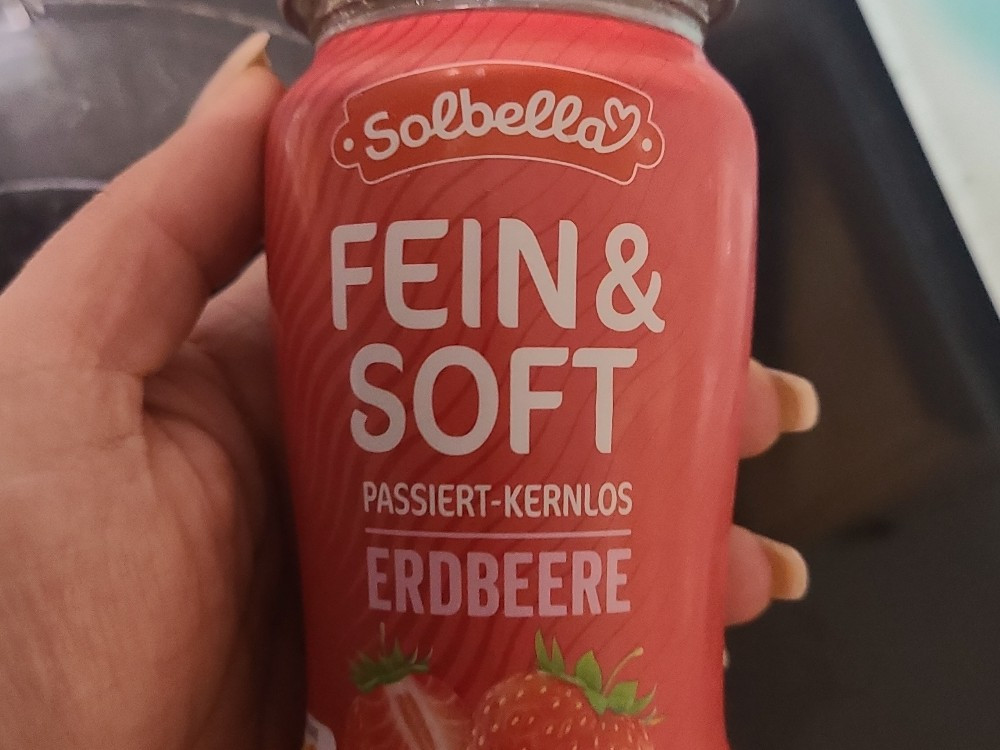 Solbella
FEIN &
SOFT
PASSIERT-KERNLOS
ERDBEERE